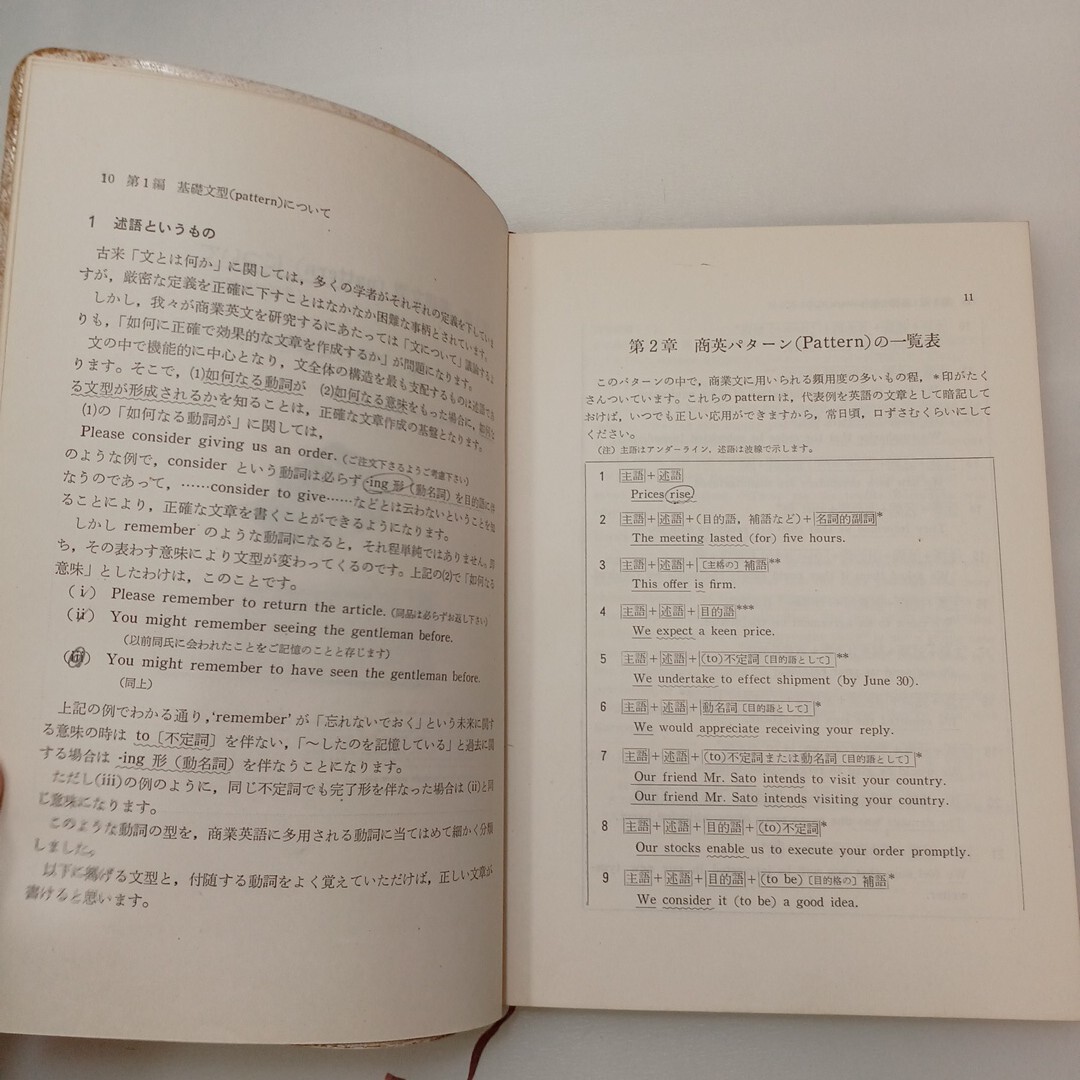 10 第1編 基礎文型(pattern)について
1 述語というもの
古来「文とは何か」に関しては，多くの学者がそれぞれの定義を下していま
すが，厳密な定義を正確に下すことはなかなか困難な事柄とされています。
しかし，我々が商業英文を研究するにあたっては「文について」議論するよ
りも，「如何に正確で効果的な文章を作成するか」が問題になります。
文の中で機能的に中心となり，文全体の構造を最も支配するものは述語であ
ります。そこで，(1)如何なる動詞が (2)如何なる意味をもった場合に，如何な
る文型が形成されるかを知ることは，正確な文章作成の基盤となります。
(1)の「如何なる動詞が」に関しては，
Please consider giving us an order.（ご注文下さるようご考慮下さい）
のような例で，consider という動詞は必らず-ing 形（動名詞）を目的語に伴
なうのであって，……consider to give……などとは云わないということを知
ることにより，正確な文章を書くことができるようになります。
しかし remember のような動詞になると，それ程単純ではありません。即
ち，その表わす意味により文型が変わってくるのです。上記の(2)で「如何なる
意味」としたわけは，このことです。
(i) Please remember to return the article.（同品は必らずお返し下さい）
(ii) You might remember seeing the gentleman before.
（以前同氏に会われたことをご記憶のことと存じます）
(iii) You might remember to have seen the gentleman before.
（同上）
上記の例でわかる通り，‘remember’が「忘れないでおく」という未来に関す
る意味の時は to〔不定詞〕を伴ない，「〜したのを記憶している」と過去に関
する場合は -ing 形（動名詞）を伴なうことになります。
ただし(iii)の例のように，同じ不定詞でも完了形を伴なった場合は(ii)と同
じ意味になります。
このような動詞の型を，商業英語に多用される動詞に当てはめて細かく分類
しました。
以下に掲げる文型と，付随する動詞をよく覚えていただけば，正しい文章が
書けると思います。
11
第2章 商英パターン(Pattern)の一覧表
このパターンの中で，商業文に用いられる頻用度の多いもの程，*印がたく
さんついています。これらの pattern は，代表例を英語の文章として暗記して
おけば，いつでも正しい応用ができますから，常日頃，口ずさむくらいにして
ください。
（注）主語はアンダーライン，述語は波線で示します。
1 主語+述語
Prices rise.
2 主語+述語+(目的語，補語など)+名詞的副詞*
The meeting lasted (for) five hours.
3 主語+述語+〔主格の〕補語**
This offer is firm.
4 主語+述語+目的語***
We expect a keen price.
5 主語+述語+(to)不定詞〔目的語として〕**
We undertake to effect shipment (by June 30).
6 主語+述語+動名詞〔目的語として〕*
We would appreciate receiving your reply.
7 主語+述語+(to)不定詞または動名詞〔目的語として〕*
Our friend Mr. Sato intends to visit your country.
Our friend Mr. Sato intends visiting your country.
8 主語+述語+目的語+(to)不定詞*
Our stocks enable us to execute your order promptly.
9 主語+述語+目的語+(to be)〔目的格の〕補語*
We consider it (to be) a good idea.